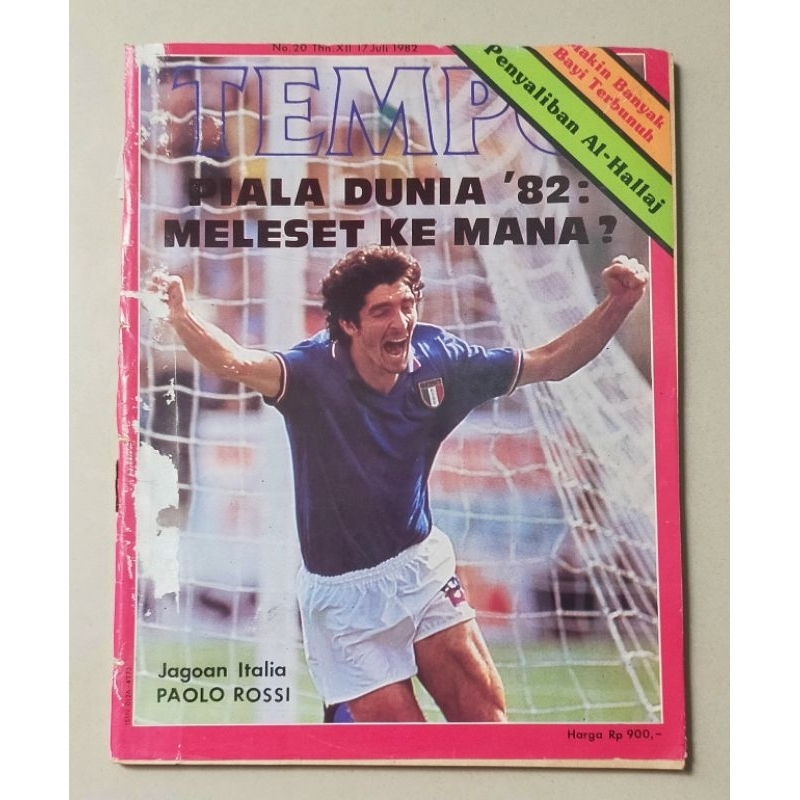 No. 20 Thn. XII 17 Juli 1982
TEMPO
Makin Banyak
Bayi Terbunuh
Penyaliban Al-Hallaj
PIALA DUNIA '82:
MELESET KE MANA?
Jagoan Italia
PAOLO ROSSI
Harga Rp 900,-